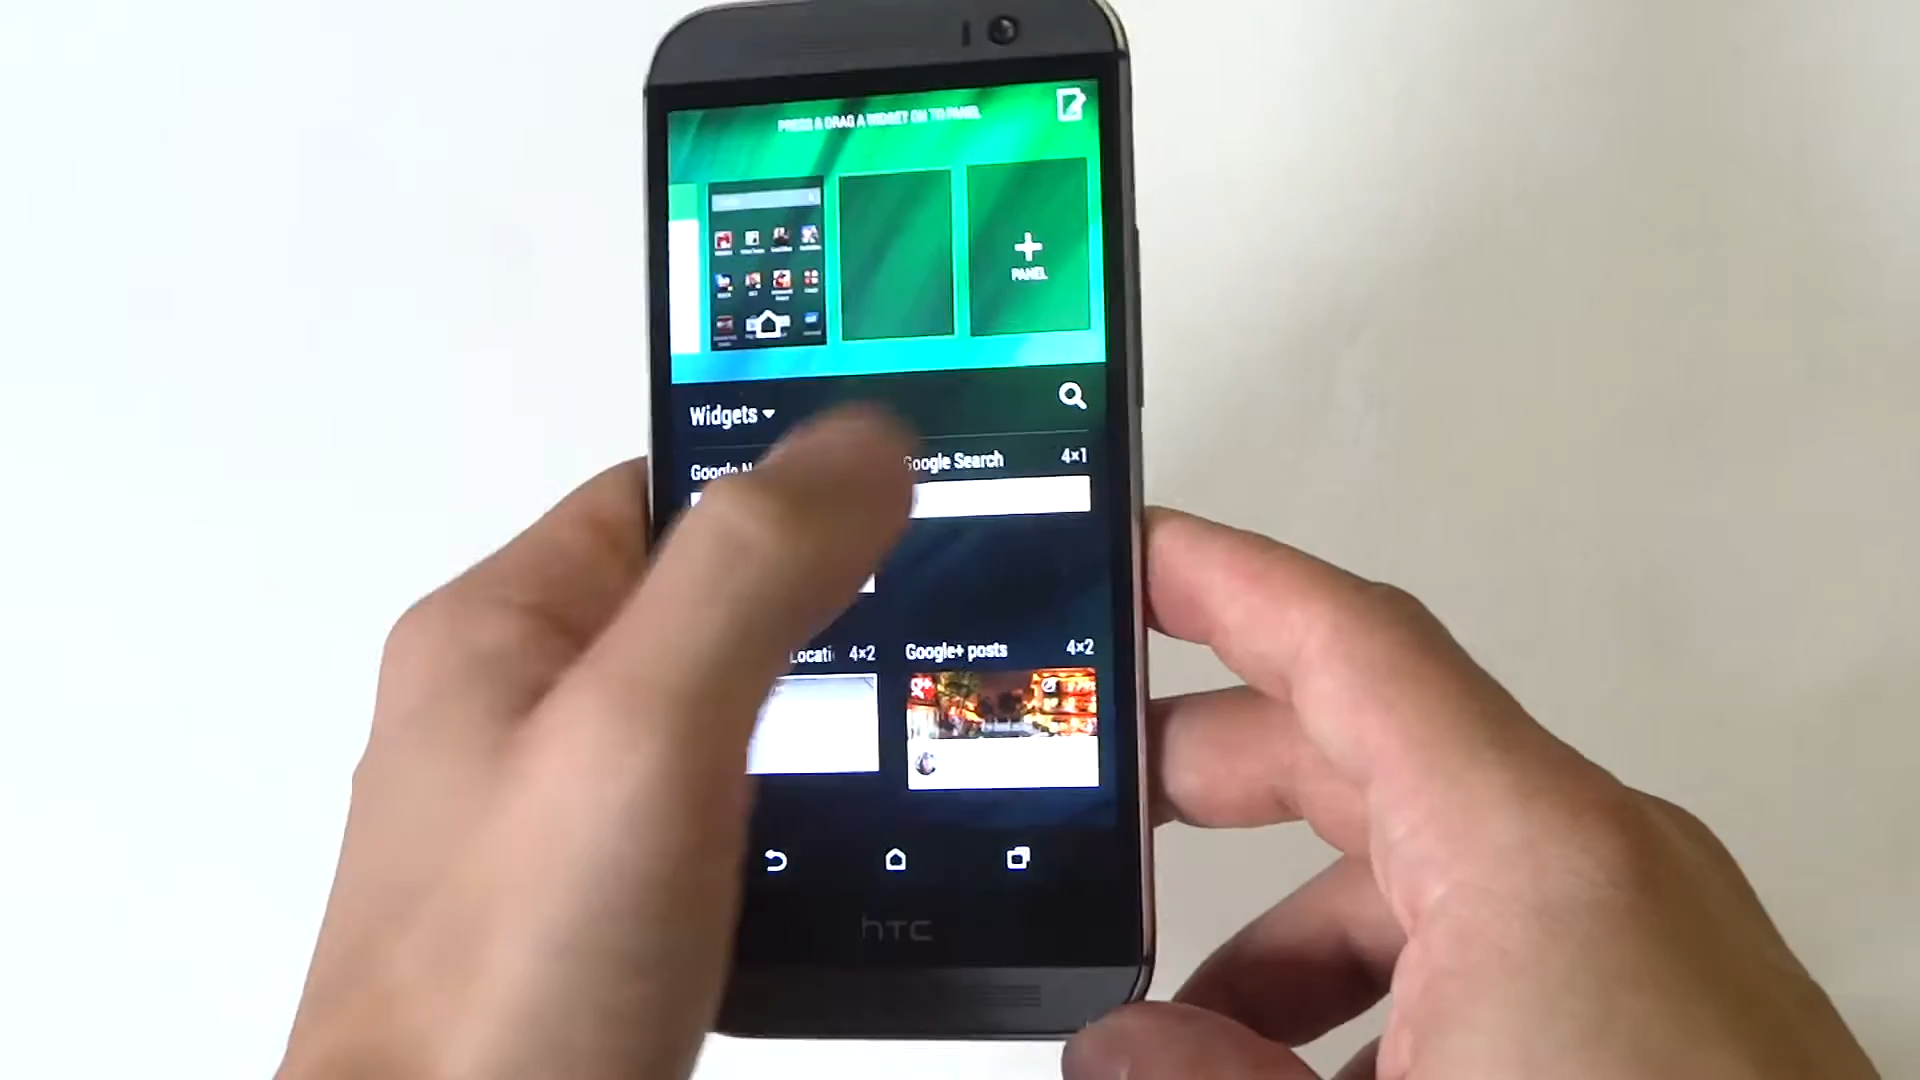 PRESS & DRAG A WIDGET ON TO PANEL
PANEL
Widgets
Google Search 4×1
Google
4×2
Google+ posts 4×2
hTC